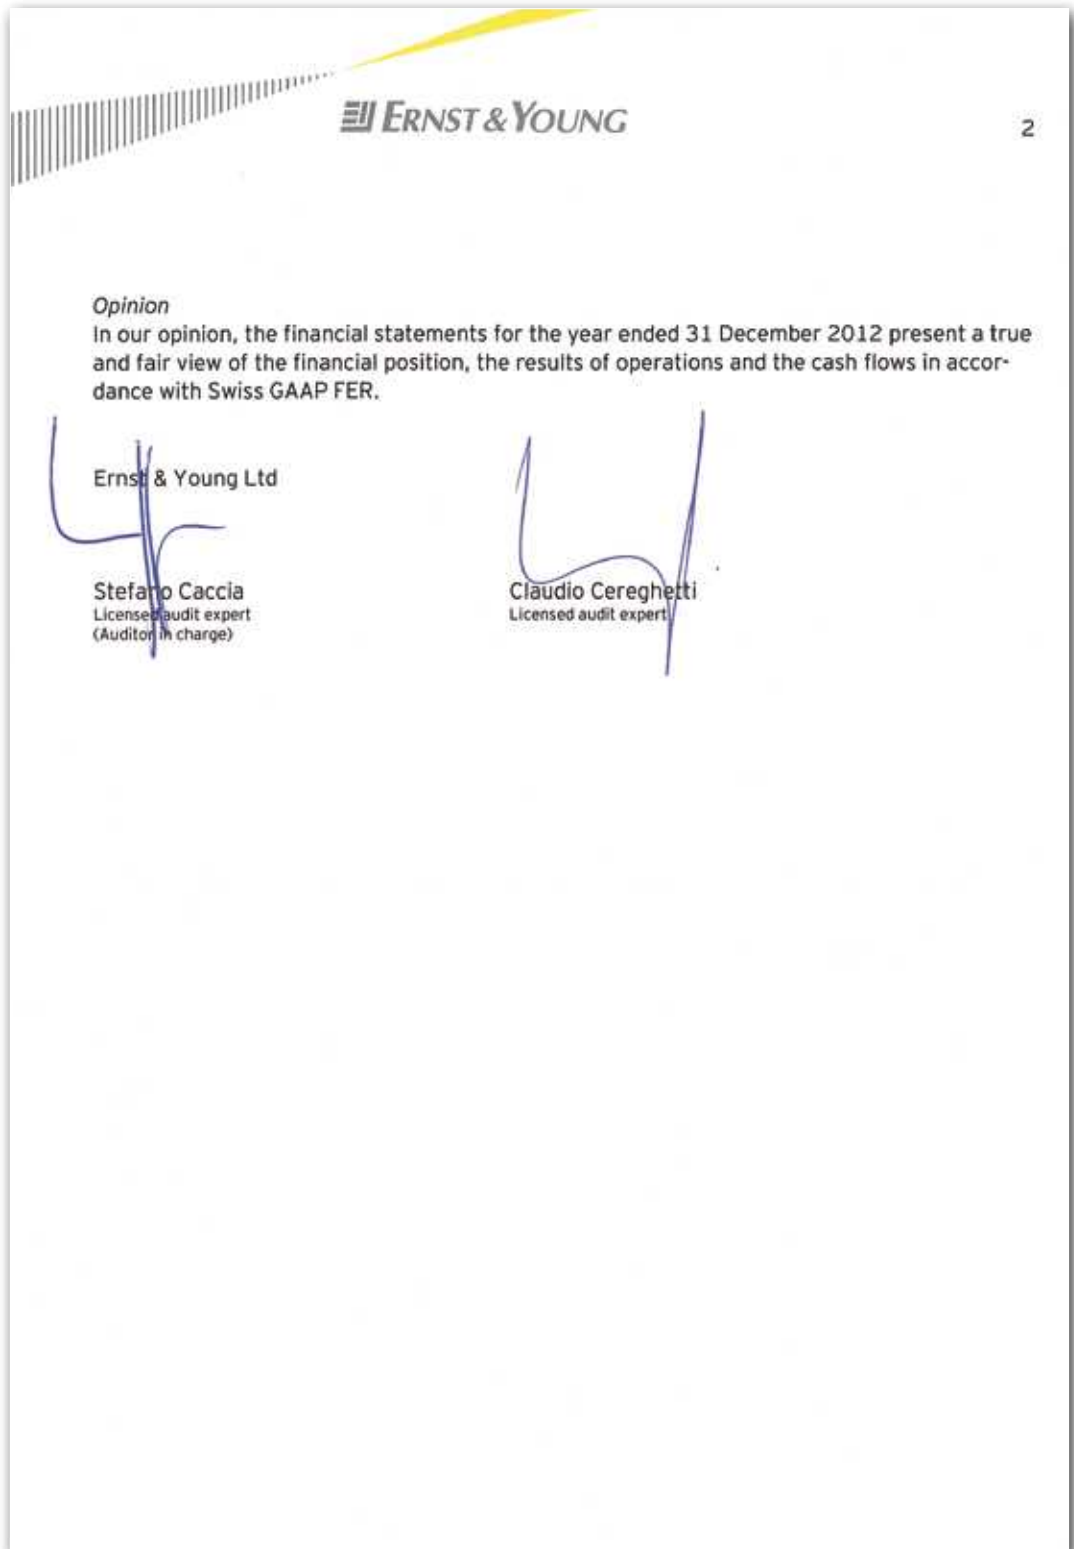 ERNST & YOUNG
2
Opinion
In our opinion, the financial statements for the year ended 31 December 2012 present a true
and fair view of the financial position, the results of operations and the cash flows in accor-
dance with Swiss GAAP FER.
Ernst & Young Ltd
Stefano Caccia
Licensed audit expert
(Auditor in charge)
Claudio Cereghetti
Licensed audit expert